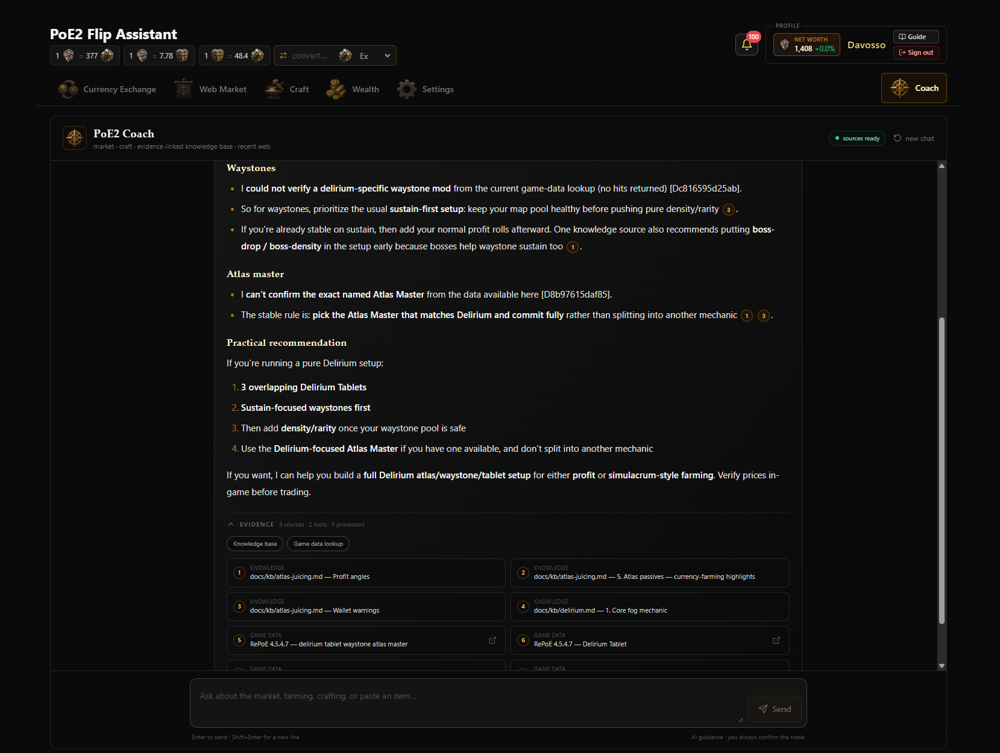 PoE2 Flip Assistant
1 = 377
1 = 7.78
1 = 48.4
convert...
Ex
100
PROFILE
NET WORTH
1,408 +0.0%
Davosso
Guide
Sign out
Currency Exchange
Web Market
Craft
Wealth
Settings
Coach
PoE2 Coach
market · craft · evidence-linked knowledge base · recent web
sources ready
new chat
Waystones
• I could not verify a delirium-specific waystone mod from the current game-data lookup (no hits returned) [Dc816595d25ab].
• So for waystones, prioritize the usual sustain-first setup: keep your map pool healthy before pushing pure density/rarity 3 .
• If you’re already stable on sustain, then add your normal profit rolls afterward. One knowledge source also recommends putting boss-
drop / boss-density in the setup early because bosses help waystone sustain too 1 .
Atlas master
• I can’t confirm the exact named Atlas Master from the data available here [D8b97615daf85].
• The stable rule is: pick the Atlas Master that matches Delirium and commit fully rather than splitting into another mechanic 1 3 .
Practical recommendation
If you’re running a pure Delirium setup:
1. 3 overlapping Delirium Tablets
2. Sustain-focused waystones first
3. Then add density/rarity once your waystone pool is safe
4. Use the Delirium-focused Atlas Master if you have one available, and don’t split into another mechanic
If you want, I can help you build a full Delirium atlas/waystone/tablet setup for either profit or simulacrum-style farming. Verify prices in-
game before trading.
EVIDENCE 8 sources · 2 tools · 0 processors
Knowledge base
Game data lookup
1 KNOWLEDGE
docs/kb/atlas-juicing.md — Profit angles
2 KNOWLEDGE
docs/kb/atlas-juicing.md — 5. Atlas passives — currency-farming highlights
3 KNOWLEDGE
docs/kb/atlas-juicing.md — Wallet warnings
4 KNOWLEDGE
docs/kb/delirium.md — 1. Core fog mechanic
5 GAME DATA
RePoE 4.5.4.7 — delirium tablet waystone atlas master
6 GAME DATA
RePoE 4.5.4.7 — Delirium Tablet
GAME DATA
GAME DATA
Ask about the market, farming, crafting, or paste an item...
Send
Enter to send · Shift+Enter for a new line
AI guidance · you always confirm the trade